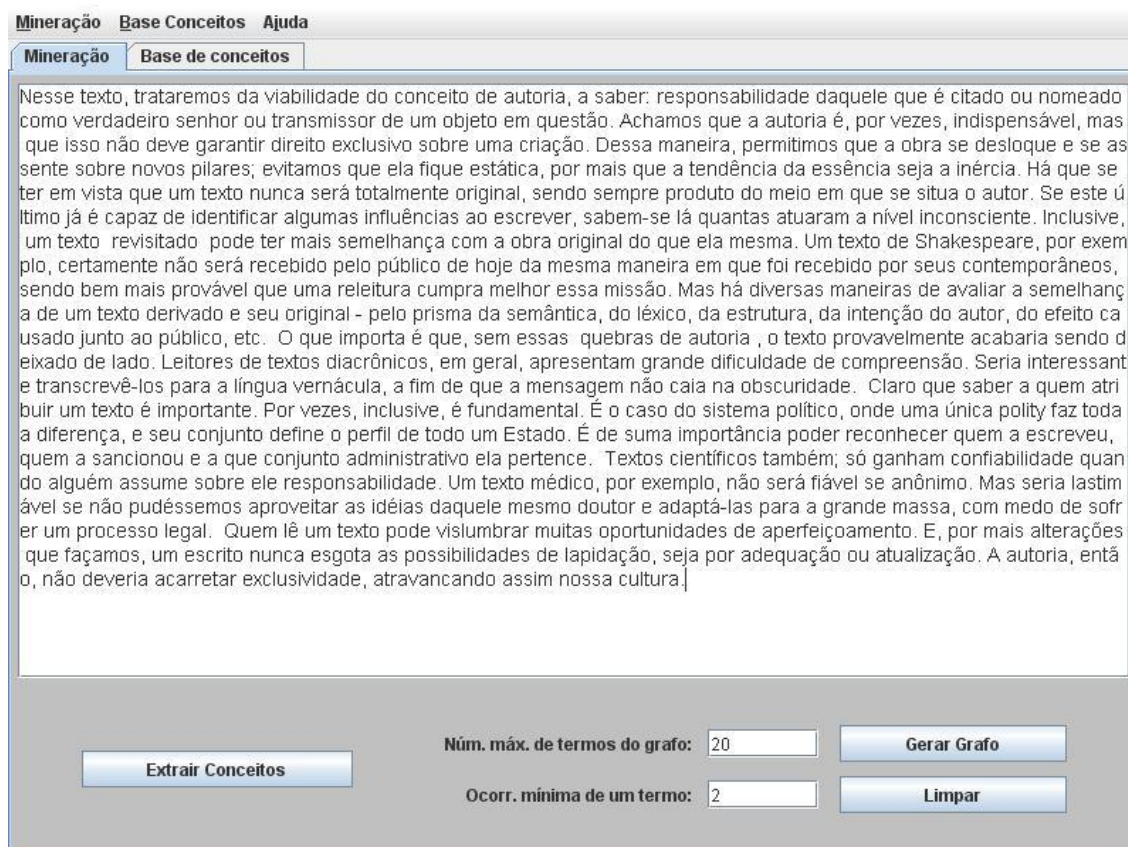 Mineração Base Conceitos Ajuda
Mineração Base de conceitos
Nesse texto, trataremos da viabilidade do conceito de autoria, a saber: responsabilidade daquele que é citado ou nomeado
como verdadeiro senhor ou transmissor de um objeto em questão. Achamos que a autoria é, por vezes, indispensável, mas
que isso não deve garantir direito exclusivo sobre uma criação. Dessa maneira, permitimos que a obra se desloque e se as
sente sobre novos pilares; evitamos que ela fique estática, por mais que a tendência da essência seja a inércia. Há que se
ter em vista que um texto nunca será totalmente original, sendo sempre produto do meio em que se situa o autor. Se este ú
ltimo já é capaz de identificar algumas influências ao escrever, sabem-se lá quantas atuaram a nível inconsciente. Inclusive,
um texto revisitado pode ter mais semelhança com a obra original do que ela mesma. Um texto de Shakespeare, por exem
plo, certamente não será recebido pelo público de hoje da mesma maneira em que foi recebido por seus contemporâneos,
sendo bem mais provável que uma releitura cumpra melhor essa missão. Mas há diversas maneiras de avaliar a semelhanç
a de um texto derivado e seu original - pelo prisma da semântica, do léxico, da estrutura, da intenção do autor, do efeito ca
usado junto ao público, etc. O que importa é que, sem essas quebras de autoria , o texto provavelmente acabaria sendo d
eixado de lado. Leitores de textos diacrônicos, em geral, apresentam grande dificuldade de compreensão. Seria interessant
e transcrevê-los para a língua vernácula, a fim de que a mensagem não caia na obscuridade. Claro que saber a quem atri
buir um texto é importante. Por vezes, inclusive, é fundamental. É o caso do sistema político, onde uma única polity faz toda
a diferença, e seu conjunto define o perfil de todo um Estado. É de suma importância poder reconhecer quem a escreveu,
quem a sancionou e a que conjunto administrativo ela pertence. Textos científicos também; só ganham confiabilidade quan
do alguém assume sobre ele responsabilidade. Um texto médico, por exemplo, não será fiável se anônimo. Mas seria lastim
ável se não pudéssemos aproveitar as idéias daquele mesmo doutor e adaptá-las para a grande massa, com medo de sofr
er um processo legal. Quem lê um texto pode vislumbrar muitas oportunidades de aperfeiçoamento. E, por mais alterações
que façamos, um escrito nunca esgota as possibilidades de lapidação, seja por adequação ou atualização. A autoria, entã
o, não deveria acarretar exclusividade, atravancando assim nossa cultura.
Núm. máx. de termos do grafo: 20 Gerar Grafo
Extrair Conceitos
Ocorr. mínima de um termo: 2 Limpar